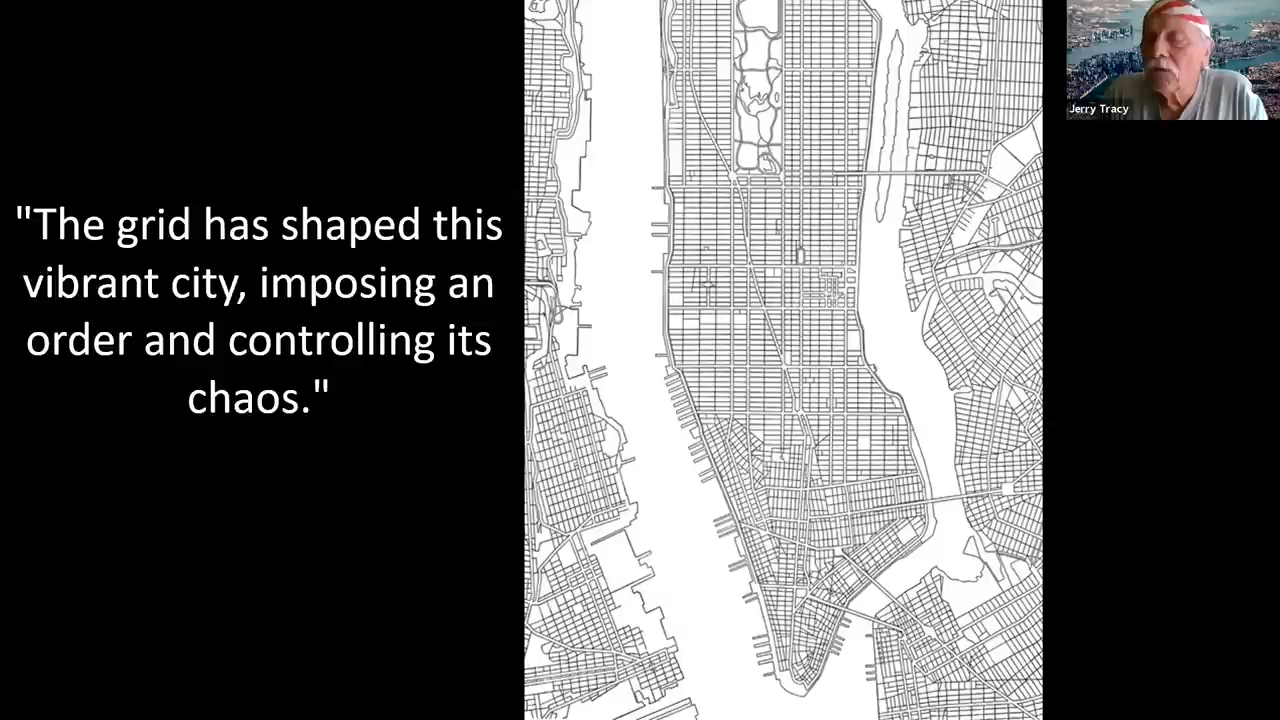 "The grid has shaped this
vibrant city, imposing an
order and controlling its
chaos."
Jerry Tracy